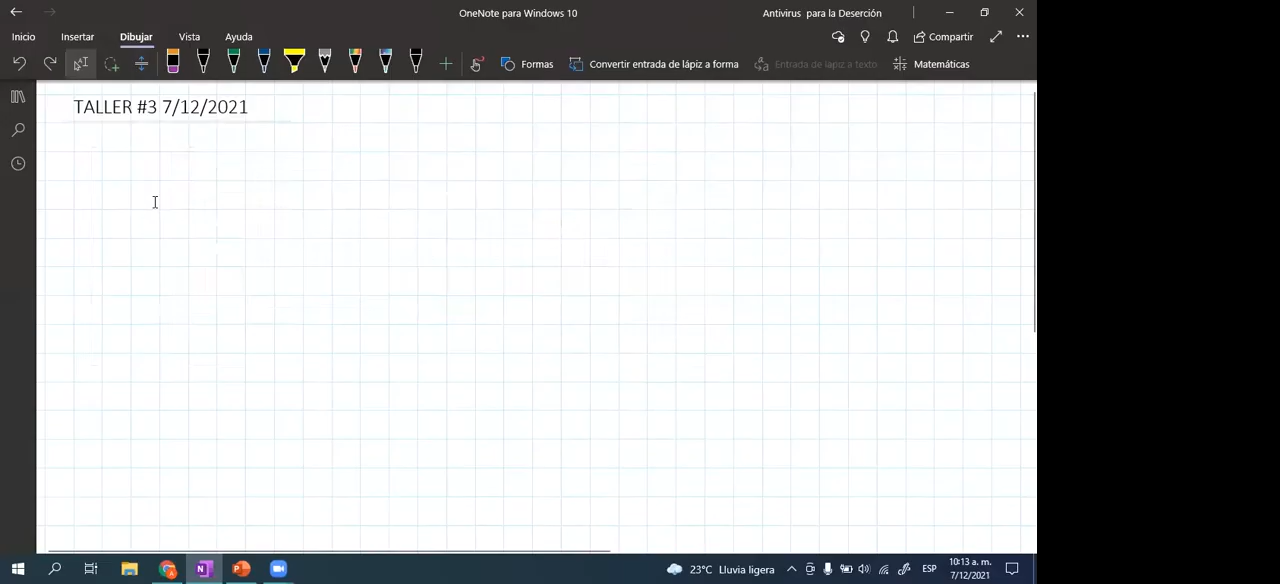 OneNote para Windows 10
Antivirus para la Deserción
Inicio
Insertar
Dibujar
Vista
Ayuda
Compartir
Formas
Convertir entrada de lápiz a forma
Entrada de lápiz a texto
Matemáticas
TALLER #3 7/12/2021
23°C Lluvia ligera
ESP
10:13 a. m.
7/12/2021